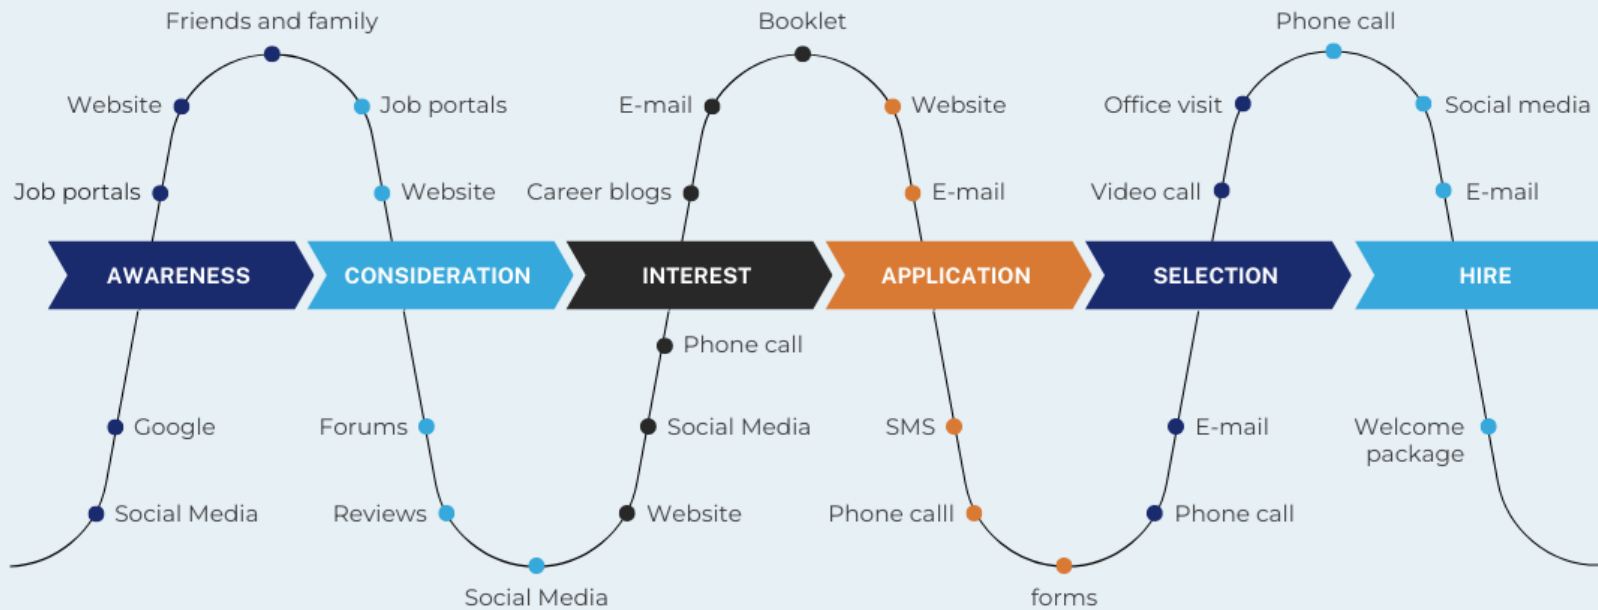 Friends and family
Booklet
Phone call
Website
Job portals
E-mail
Website
Office visit
Social media
Job portals
Website
Career blogs
E-mail
Video call
E-mail
AWARENESS
CONSIDERATION
INTEREST
APPLICATION
SELECTION
HIRE
Phone call
Google
Forums
Social Media
SMS
E-mail
Welcome
package
Social Media
Reviews
Website
Phone calll
Phone call
Social Media
forms